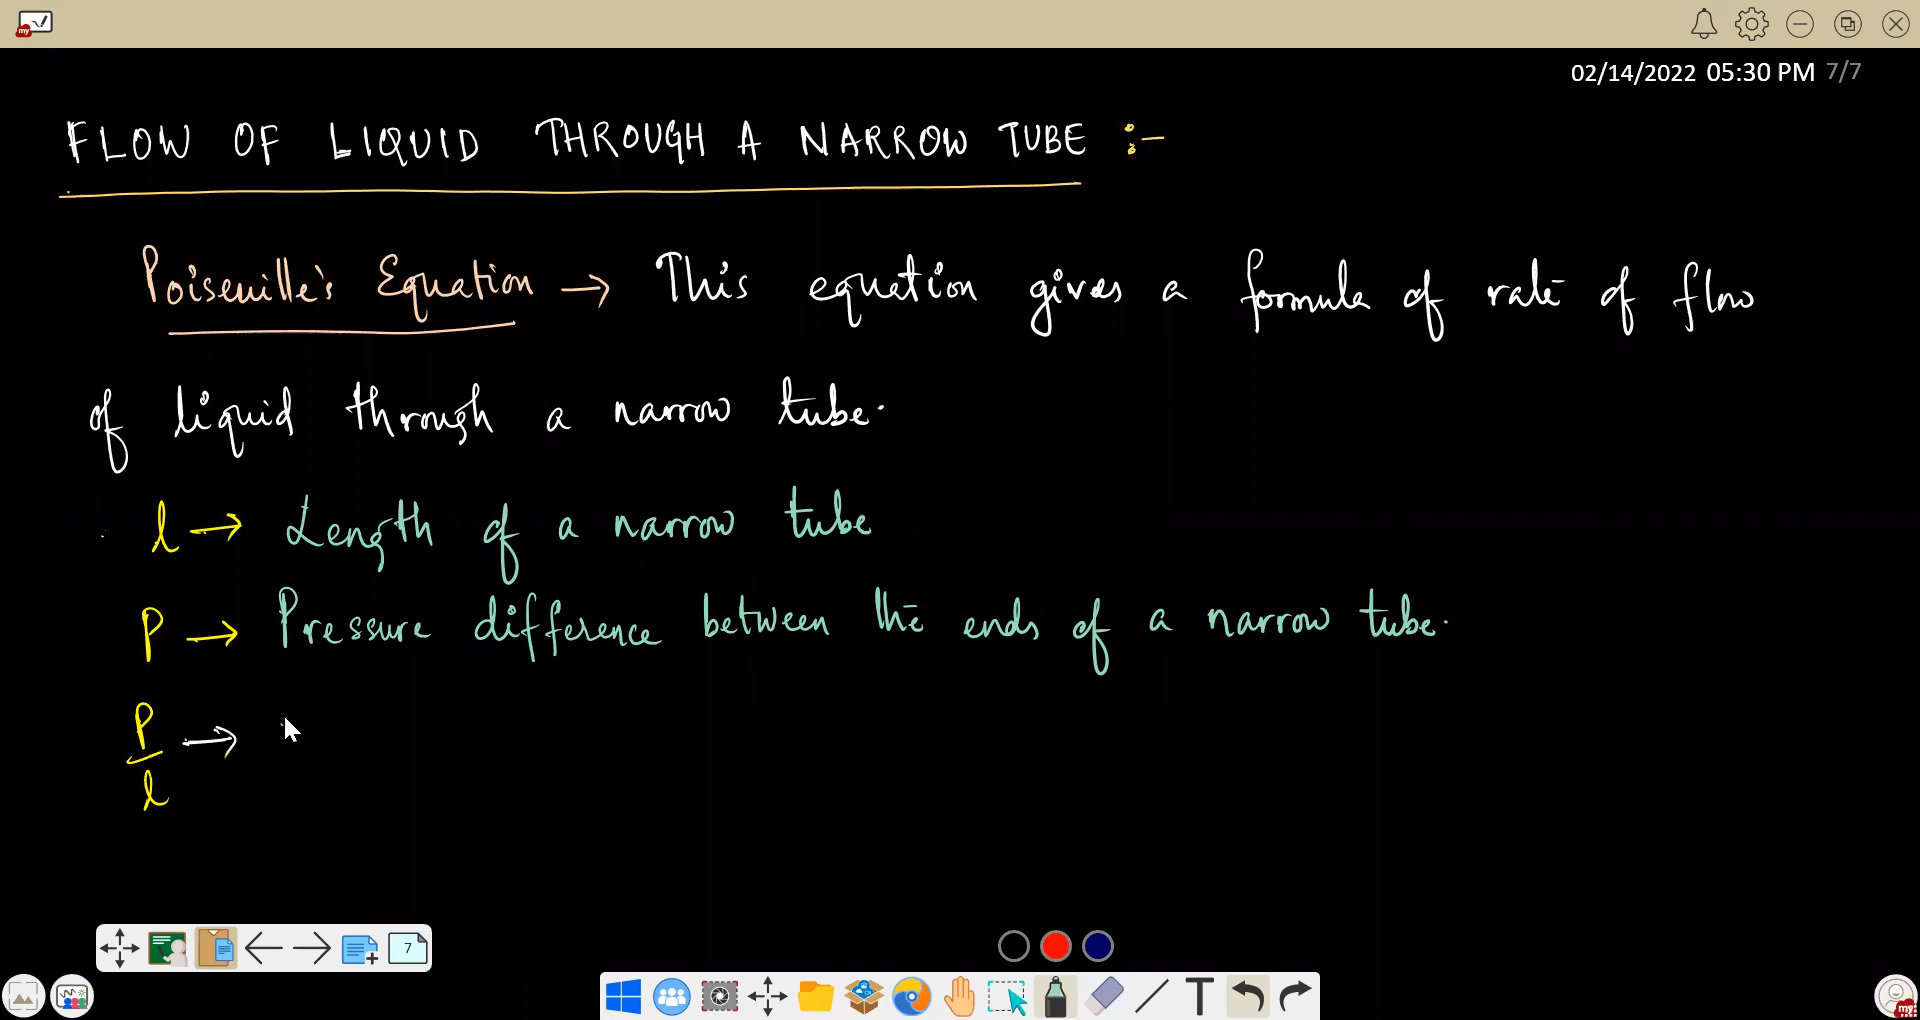 02/14/2022 05:30 PM 7/7
FLOW OF LIQUID THROUGH A NARROW TUBE :-
Poiseuille's Equation → This equation gives a formula of rate of flow
of liquid through a narrow tube.
l → Length of a narrow tube
P → Pressure difference between the ends of a narrow tube.
P/l →
7